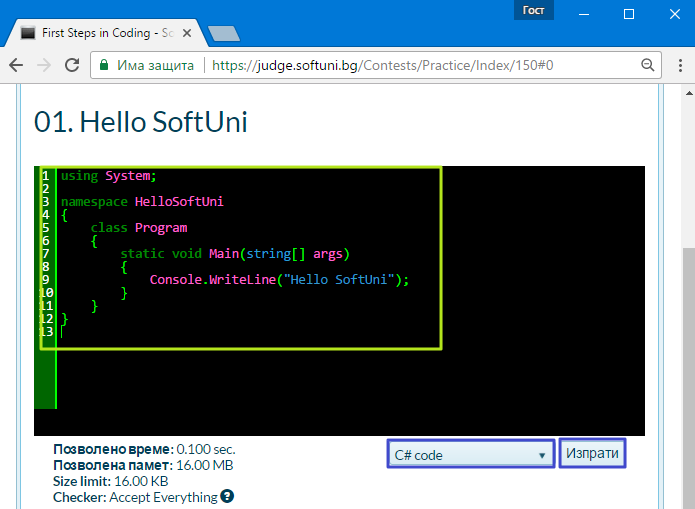 Гост
First Steps in Coding - So
Има защита https://judge.softuni.bg/Contests/Practice/Index/150#0
01. Hello SoftUni
1 using System;
2
3 namespace HelloSoftUni
4 {
5     class Program
6     {
7         static void Main(string[] args)
8         {
9             Console.WriteLine("Hello SoftUni");
10         }
11     }
12 }
13
Позволено време: 0.100 sec.
Позволена памет: 16.00 MB
Size limit: 16.00 KB
Checker: Accept Everything ?
C# code
Изпрати